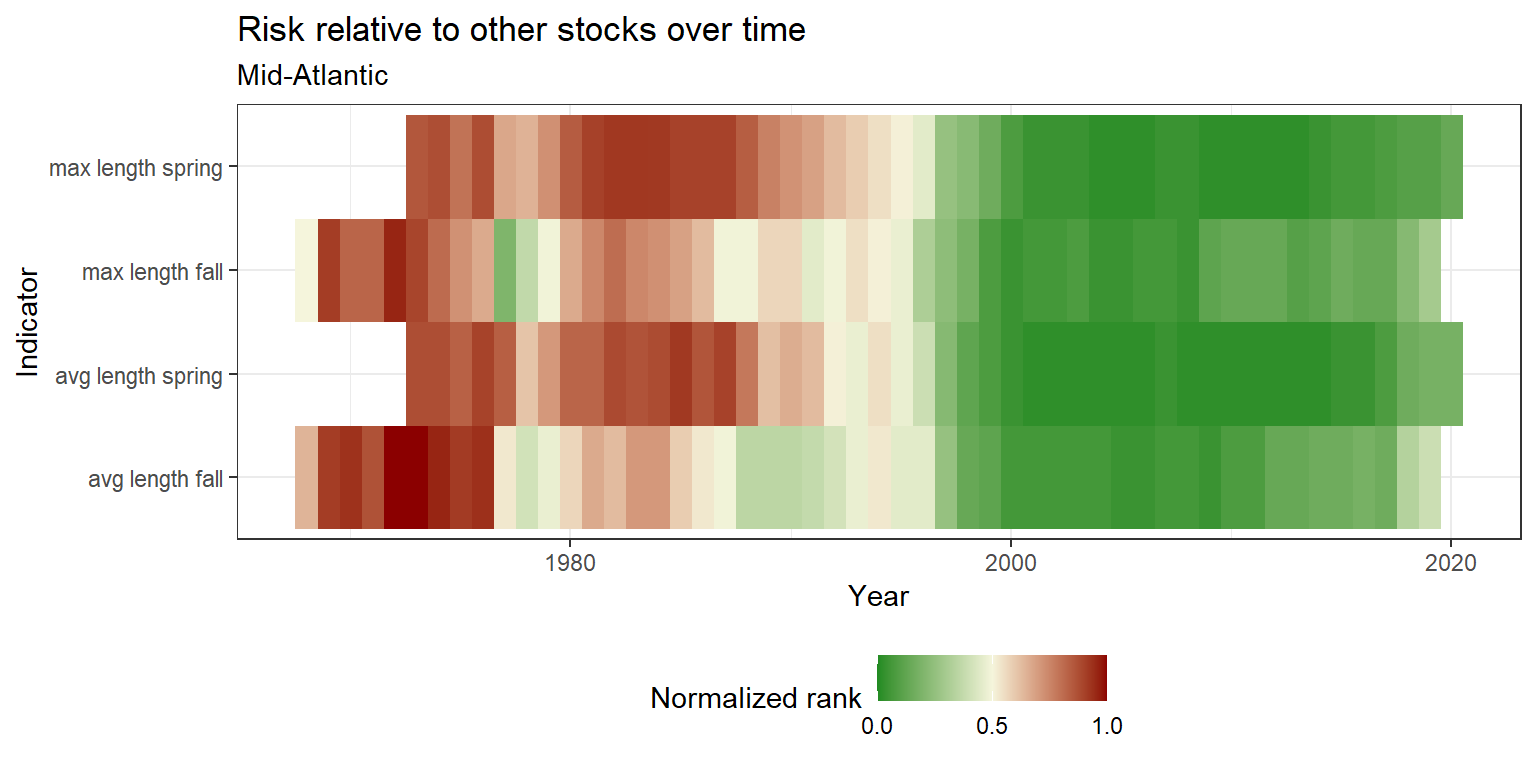 Risk relative to other stocks over time
Mid-Atlantic
Indicator
max length spring
max length fall
avg length spring
avg length fall
1980 2000 2020
Year
Normalized rank
0.0 0.5 1.0